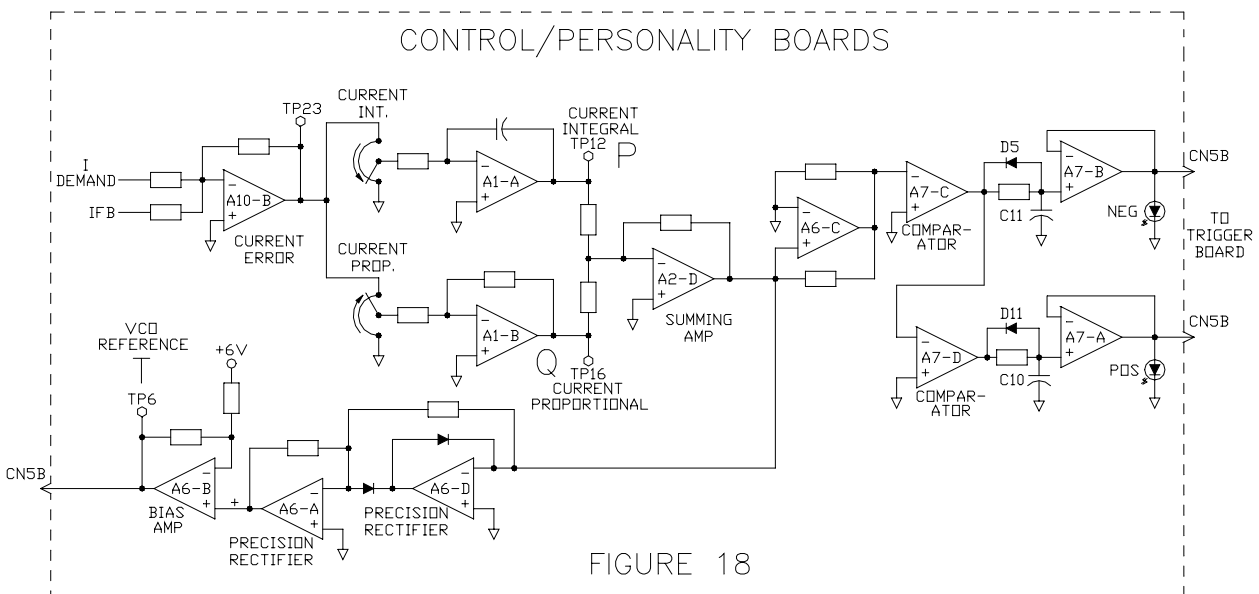 CONTROL/PERSONALITY BOARDS
I
DEMAND
IFB
A10-B
-
+
CURRENT
ERROR
TP23
CURRENT
INT.
A1-A
-
+
CURRENT
INTEGRAL
TP12
P
CURRENT
PROP.
A1-B
-
+
Q
TP16
CURRENT
PROPORTIONAL
A2-D
-
+
SUMMING
AMP
A6-C
-
+
A7-C
-
+
COMPAR-
ATOR
D5
C11
A7-B
-
+
NEG
CN5B
TO
TRIGGER
BOARD
A7-D
-
+
COMPAR-
ATOR
D11
C10
A7-A
-
+
POS
CN5B
VCO
REFERENCE
T
TP6
+6V
CN5B
A6-B
-
+
BIAS
AMP
+
A6-A
-
+
PRECISION
RECTIFIER
A6-D
-
+
PRECISION
RECTIFIER
FIGURE 18